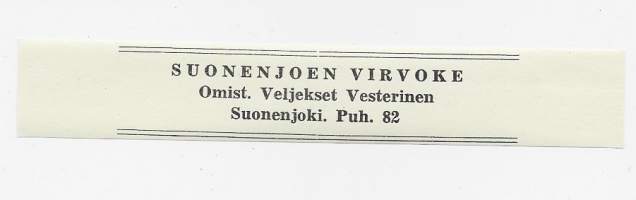 SUONENJOEN VIRVOKE
Omist. Veljekset Vesterinen
Suonenjoki. Puh. 82